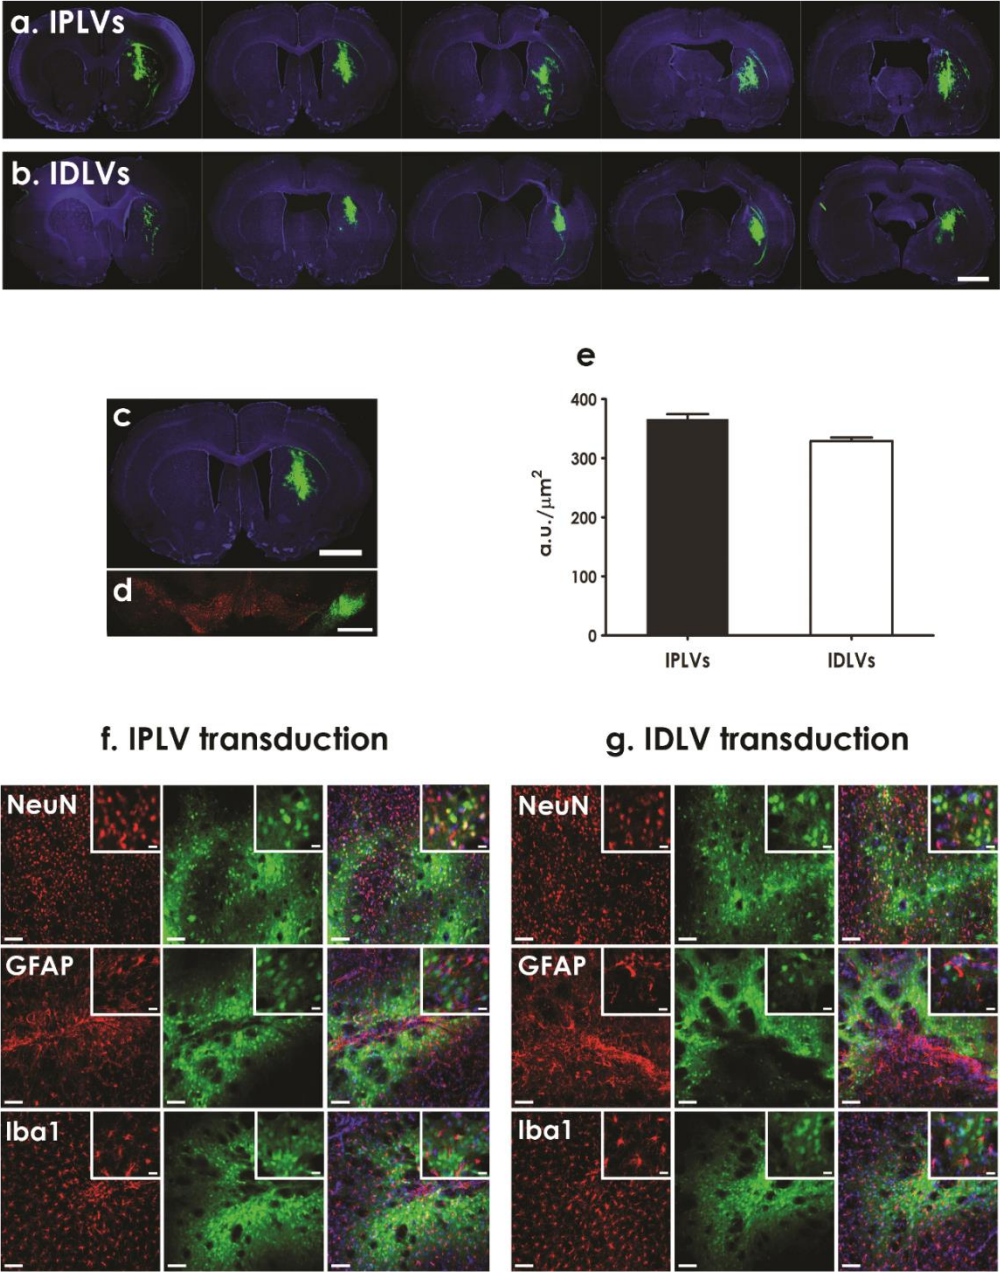 a. IPLVs
b. IDLVs
c
d
e
400
300
200
100
0
a.u./μm²
IPLVs
IDLVs
f. IPLV transduction
g. IDLV transduction
NeuN
NeuN
GFAP
GFAP
Iba1
Iba1